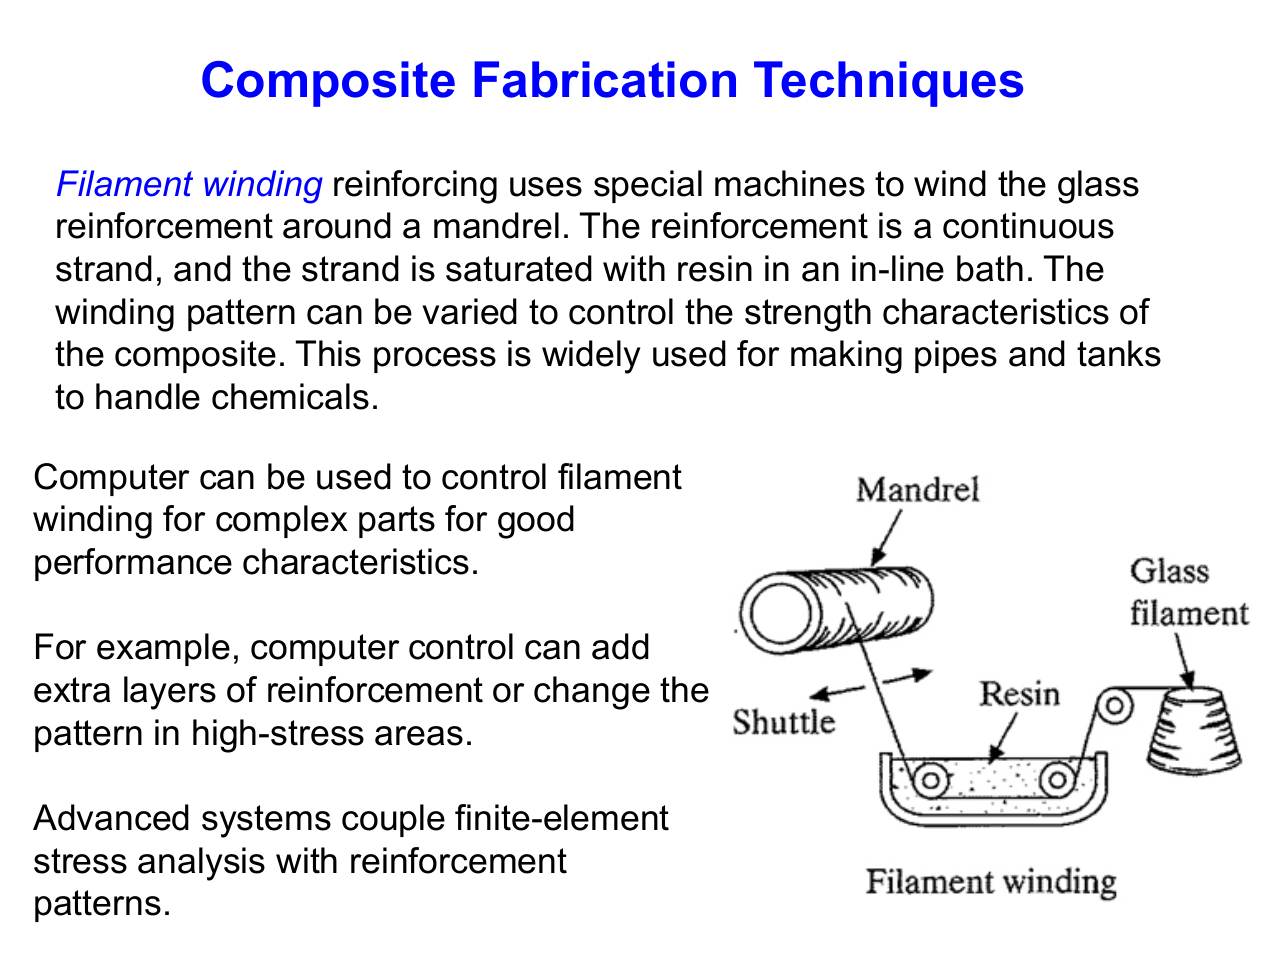 Composite Fabrication Techniques
Filament winding reinforcing uses special machines to wind the glass
reinforcement around a mandrel. The reinforcement is a continuous
strand, and the strand is saturated with resin in an in-line bath. The
winding pattern can be varied to control the strength characteristics of
the composite. This process is widely used for making pipes and tanks
to handle chemicals.
Computer can be used to control filament
winding for complex parts for good
performance characteristics.
For example, computer control can add
extra layers of reinforcement or change the
pattern in high-stress areas.
Advanced systems couple finite-element
stress analysis with reinforcement
patterns.
Mandrel
Glass
filament
Resin
Shuttle
Filament winding